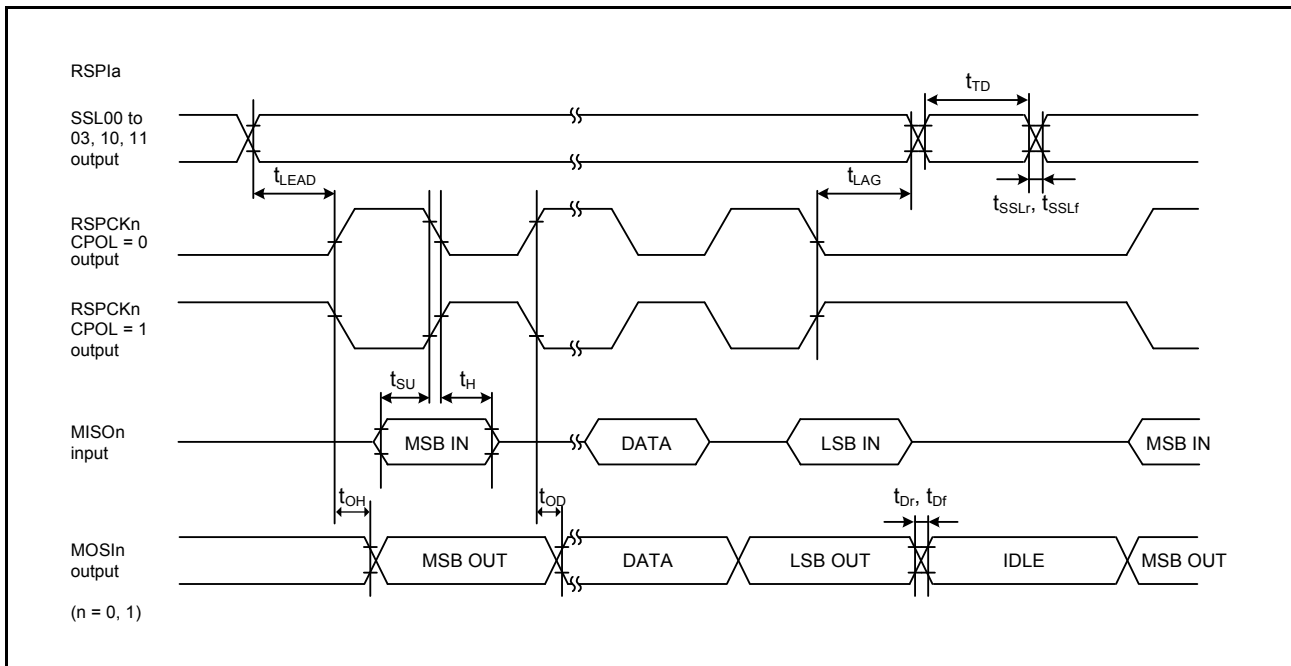 RSPIa
SSL00 to
03, 10, 11
output
tTD
tLEAD
tLAG
tSSLr, tSSLf
RSPCKn
CPOL = 0
output
RSPCKn
CPOL = 1
output
tSU
tH
MISOn
input
MSB IN
DATA
LSB IN
MSB IN
tOH
tOD
tDr, tDf
MOSIn
output
MSB OUT
DATA
LSB OUT
IDLE
MSB OUT
(n = 0, 1)